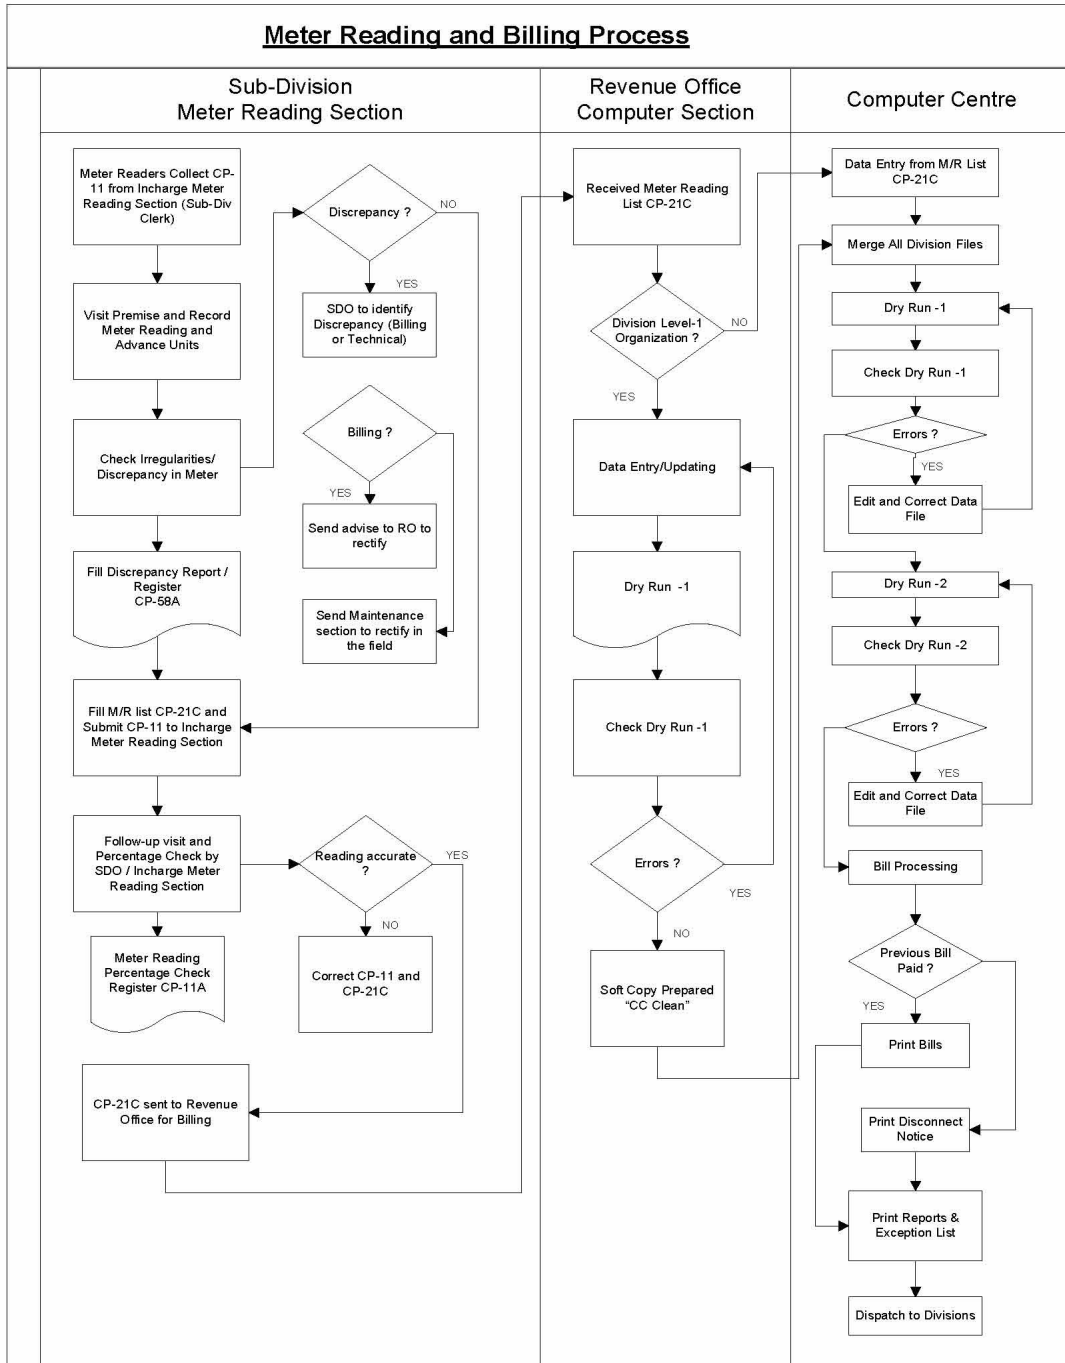 Meter Reading and Billing Process
Sub-Division
Meter Reading Section
Meter Readers Collect CP-
11 from Incharge Meter
Reading Section (Sub-Div
Clerk)
Discrepancy ?
NO
YES
Visit Premise and Record
Meter Reading and
Advance Units
SDO to identify
Discrepancy (Billing
or Technical)
Check Irregularities/
Discrepancy in Meter
Billing ?
YES
Send advise to RO to
rectify
Fill Discrepancy Report /
Register
CP-58A
Send Maintenance
section to rectify in
the field
Fill M/R list CP-21C and
Submit CP-11 to Incharge
Meter Reading Section
Follow-up visit and
Percentage Check by
SDO / Incharge Meter
Reading Section
Reading accurate
?
YES
NO
Meter Reading
Percentage Check
Register CP-11A
Correct CP-11 and
CP-21C
CP-21C sent to Revenue
Office for Billing
Revenue Office
Computer Section
Received Meter Reading
List CP-21C
Division Level-1
Organization ?
NO
YES
Data Entry/Updating
Dry Run -1
Check Dry Run -1
Errors ?
YES
NO
Soft Copy Prepared
“CC Clean”
Computer Centre
Data Entry from M/R List
CP-21C
Merge All Division Files
Dry Run -1
Check Dry Run -1
Errors ?
YES
Edit and Correct Data
File
Dry Run -2
Check Dry Run -2
Errors ?
YES
Edit and Correct Data
File
Bill Processing
Previous Bill
Paid ?
YES
Print Bills
Print Disconnect
Notice
Print Reports &
Exception List
Dispatch to Divisions